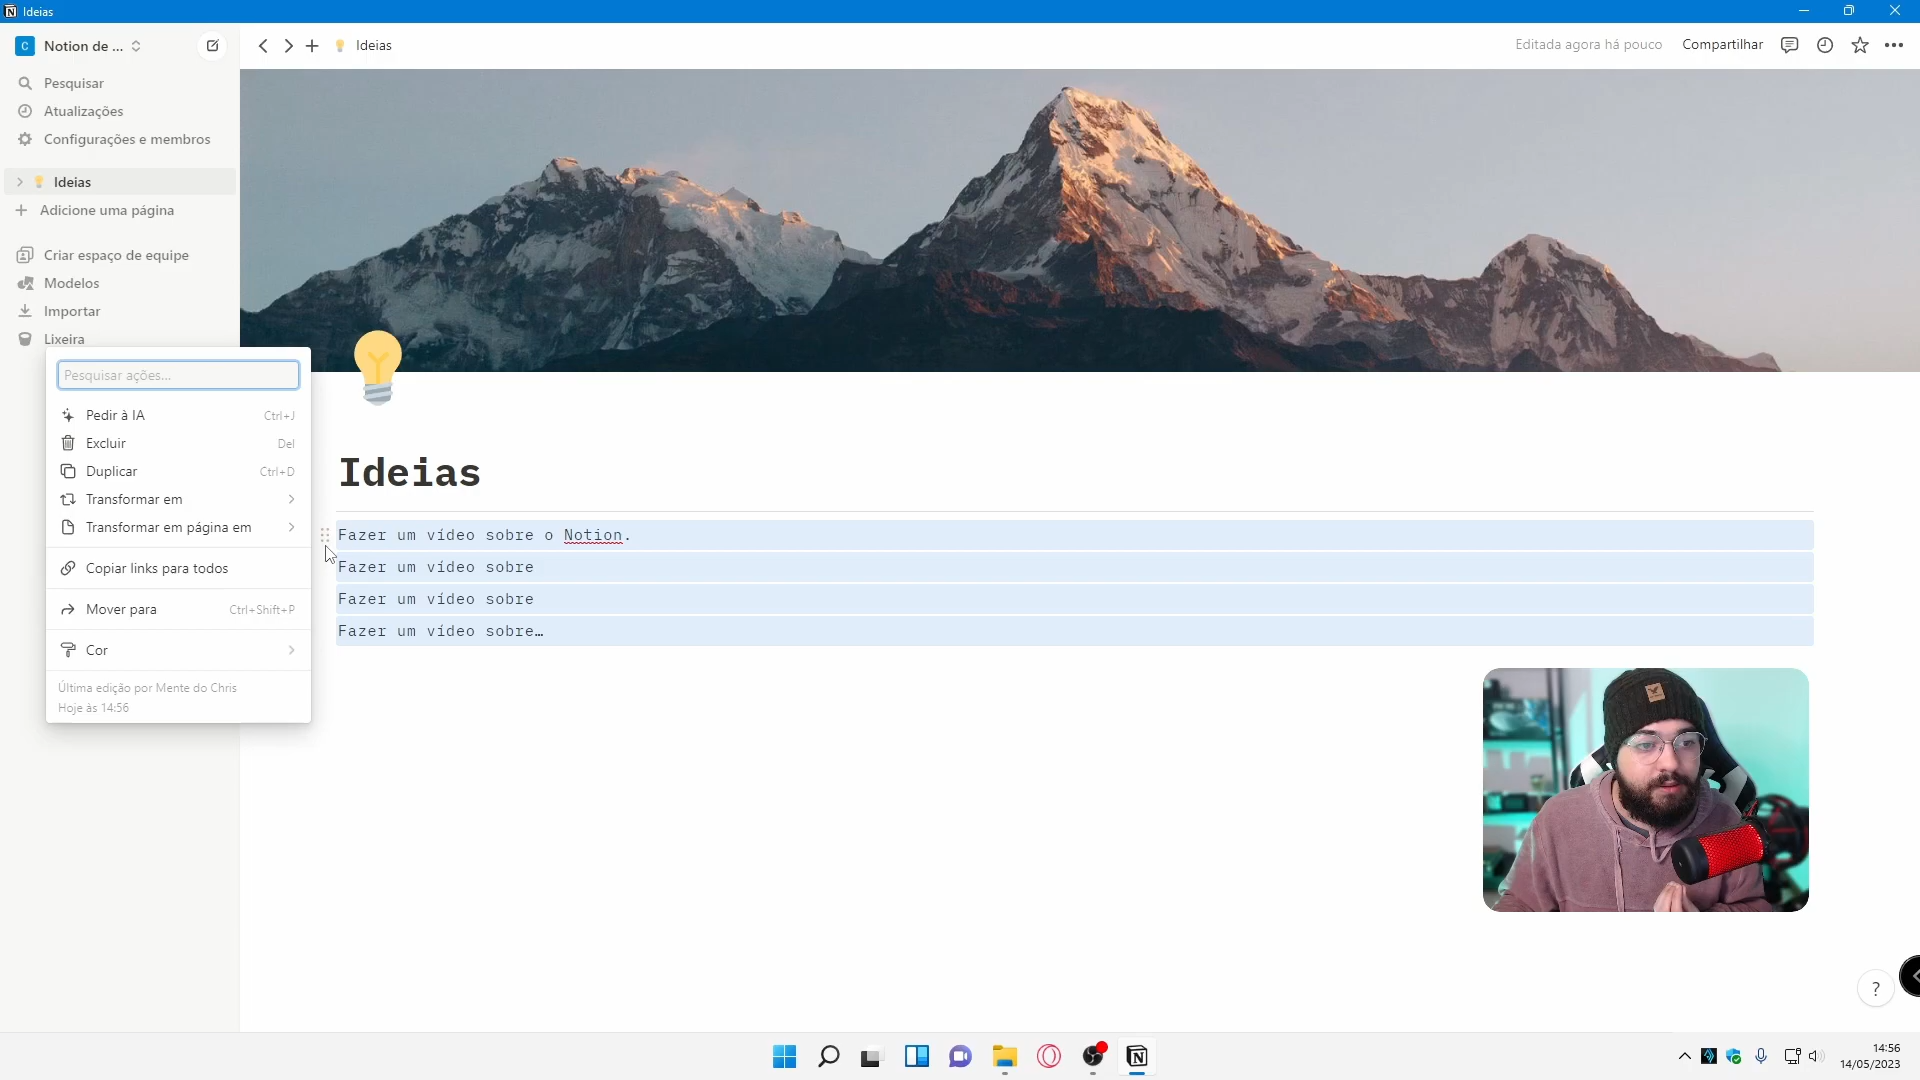 Ideias
C Notion de ...
Ideias
Editada agora há pouco
Compartilhar
Pesquisar
Atualizações
Configurações e membros
Ideias
Adicione uma página
Criar espaço de equipe
Modelos
Importar
Lixeira
Pesquisar ações...
Pedir à IA Ctrl+J
Excluir Del
Duplicar Ctrl+D
Transformar em
Transformar em página em
Copiar links para todos
Mover para Ctrl+Shift+P
Cor
Última edição por Mente do Chris
Hoje às 14:56
Ideias
Fazer um vídeo sobre o Notion.
Fazer um vídeo sobre
Fazer um vídeo sobre
Fazer um vídeo sobre…
?
14:56
14/05/2023